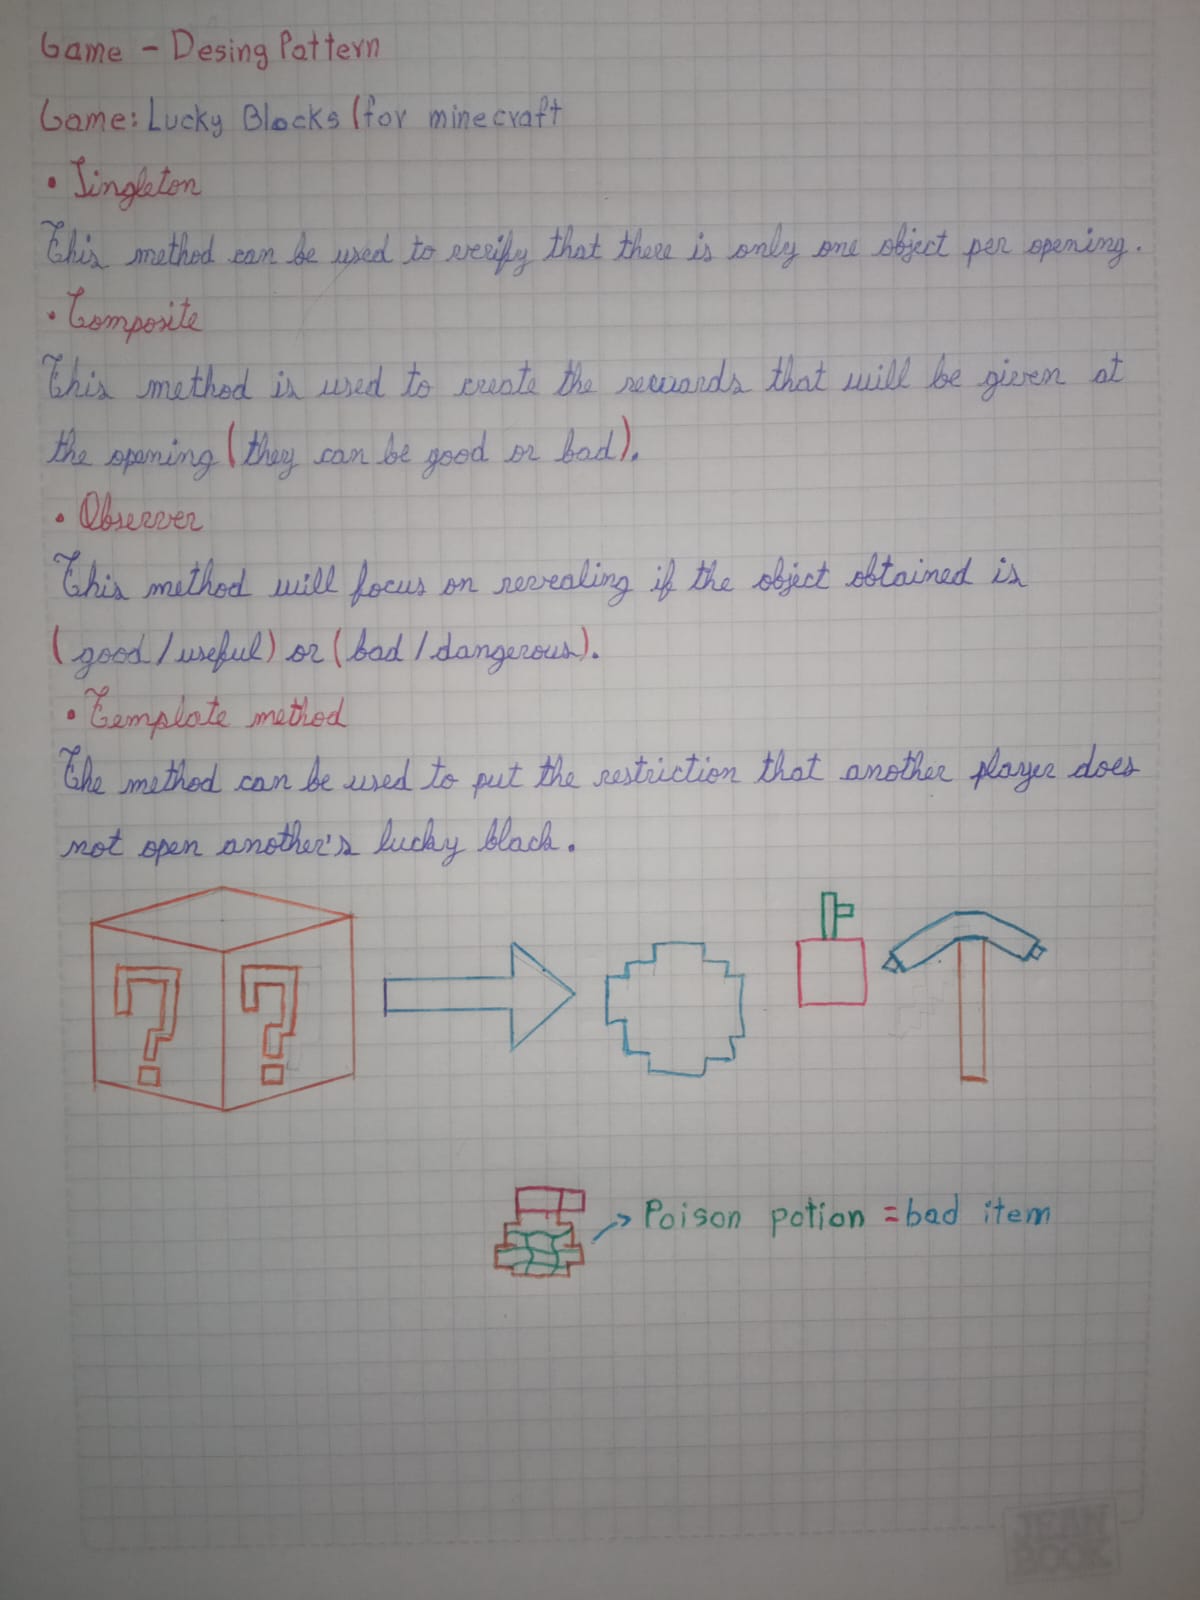 Game - Desing Pattern
Game: Lucky Blocks (for minecraft
• Singleton
This method can be used to verify that there is only one object per opening.
• Composite
This method is used to create the rewards that will be given at
the opening (they can be good or bad).
• Observer
This method will focus on revealing if the object obtained is
(good/useful) or (bad/dangerous).
• Template method
The method can be used to put the restriction that another player does
not open another's lucky black.
? ?
Poison potion = bad item
JEAN
BOOK